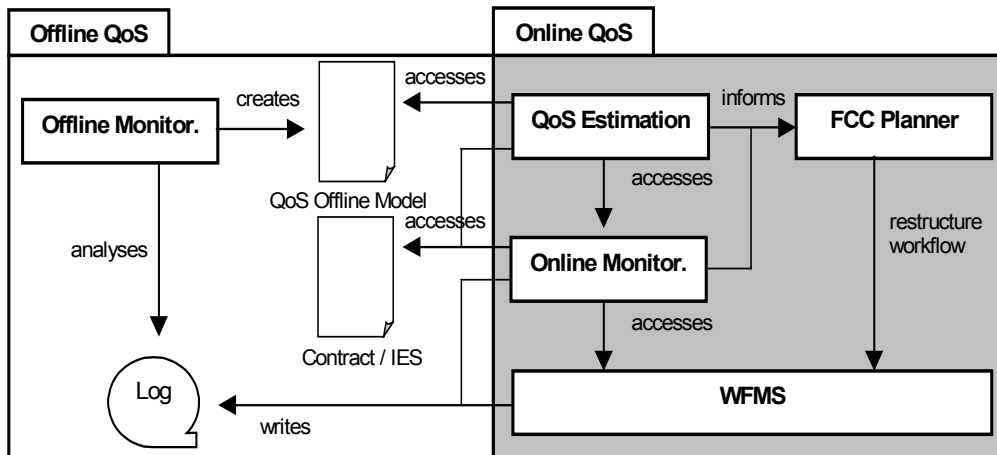 Offline QoS
Online QoS
accesses
creates
informs
Offline Monitor.
QoS Estimation
FCC Planner
accesses
QoS Offline Model
accesses
restructure
workflow
analyses
Online Monitor.
accesses
Contract / IES
Log
WFMS
writes